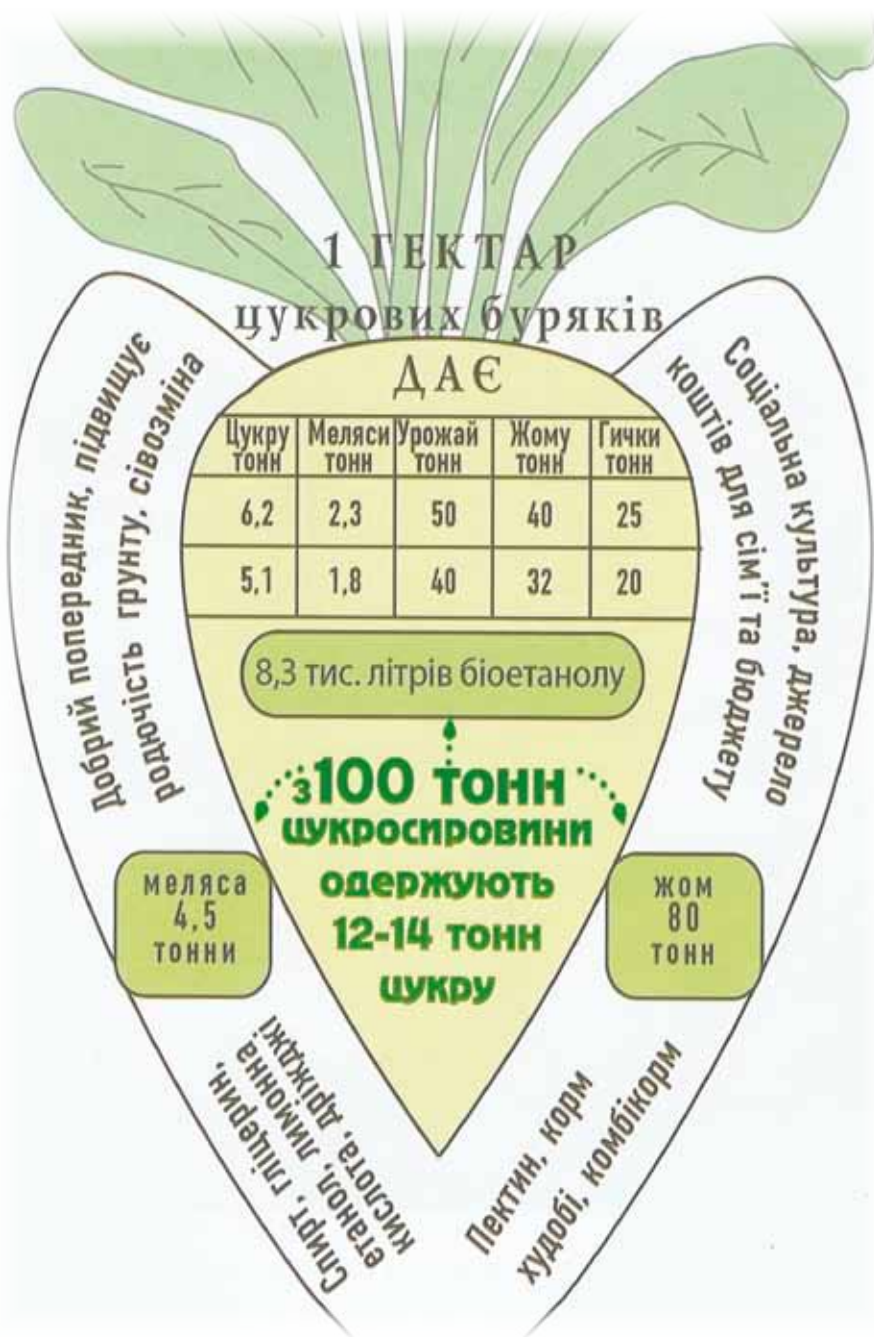 1 ГЕКТАР
цукрових буряків
ДАЄ
Цукру Меляси Урожай Жому Гички
тонн тонн тонн тонн тонн
6,2 2,3 50 40 25
5,1 1,8 40 32 20
8,3 тис. літрів біоетанолу
з 100 тонн
цукросировини
одержують
12-14 тонн
цукру
Добрий попередник, підвищує
родючість грунту, сівозміна
Соціальна культура, джерело
коштів для сім'ї та бюджету
меляса
4,5
тонни
жом
80
тонн
Спирт, гліцерин,
етанол, лимонна
кислота, дріжджі
Пектин, корм
худобі, комбікорм